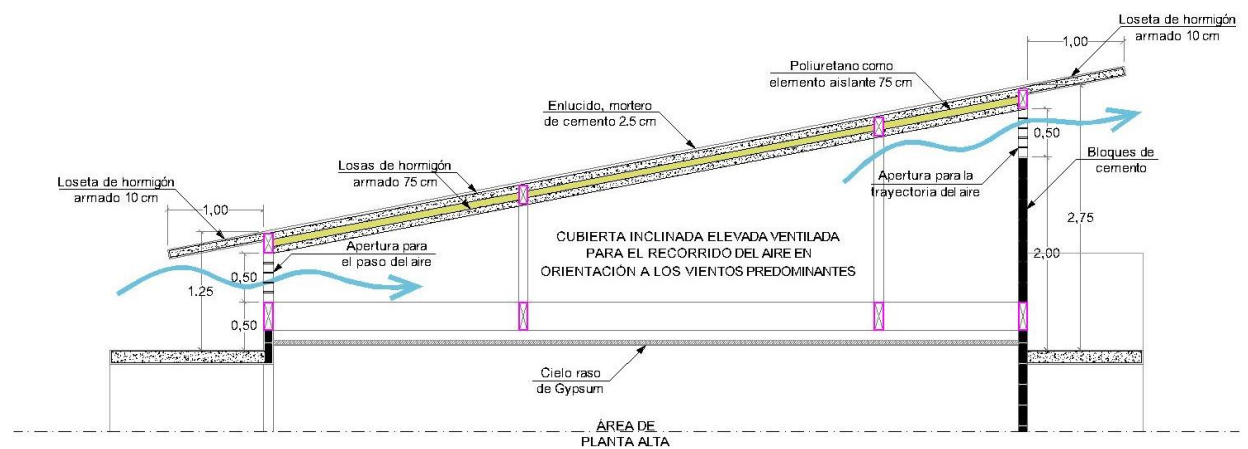 Loseta de hormigón
armado 10 cm
1,00
Poliuretano como
elemento aislante 75 cm
Enlucido, mortero
de cemento 2.5 cm
0,50
Losas de hormigón
armado 75 cm
Bloques de
cemento
Apertura para la
trayectoria del aire
Loseta de hormigón
armado 10 cm
1,00
2,75
CUBIERTA INCLINADA ELEVADA VENTILADA
PARA EL RECORRIDO DEL AIRE EN
ORIENTACIÓN A LOS VIENTOS PREDOMINANTES
Apertura para
el paso del aire
2,00
0,50
1.25
0,50
Cielo raso
de Gypsum
ÁREA DE
PLANTA ALTA